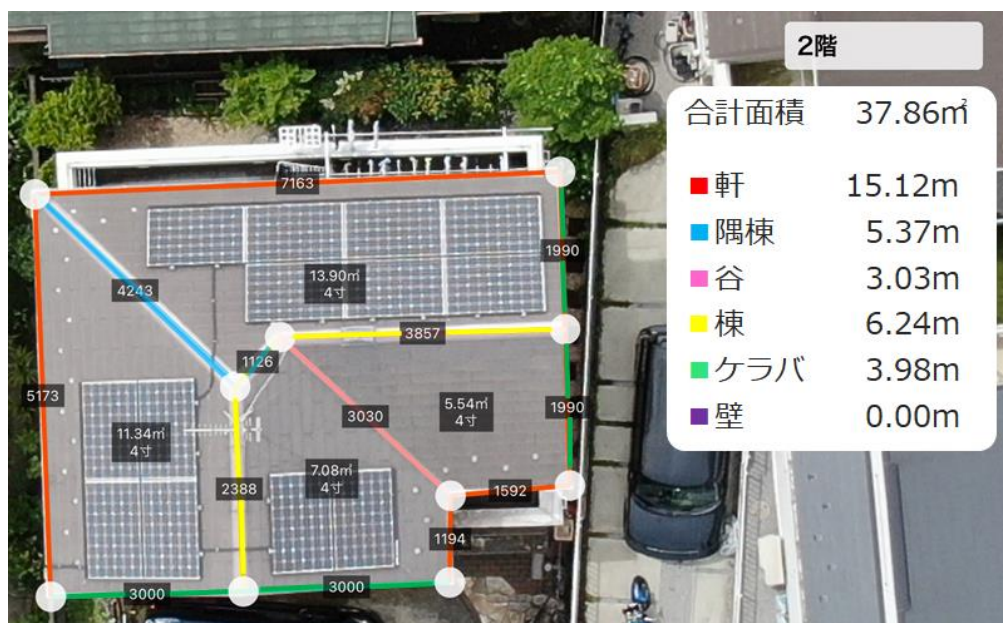 2階
合計面積 37.86㎡
軒 15.12m
隅棟 5.37m
谷 3.03m
棟 6.24m
ケラバ 3.98m
壁 0.00m
7163
1990
13.90㎡
4寸
4243
3857
1126
5173
3030
5.54㎡
4寸
1990
11.34㎡
4寸
7.08㎡
4寸
2388
1592
1194
3000
3000